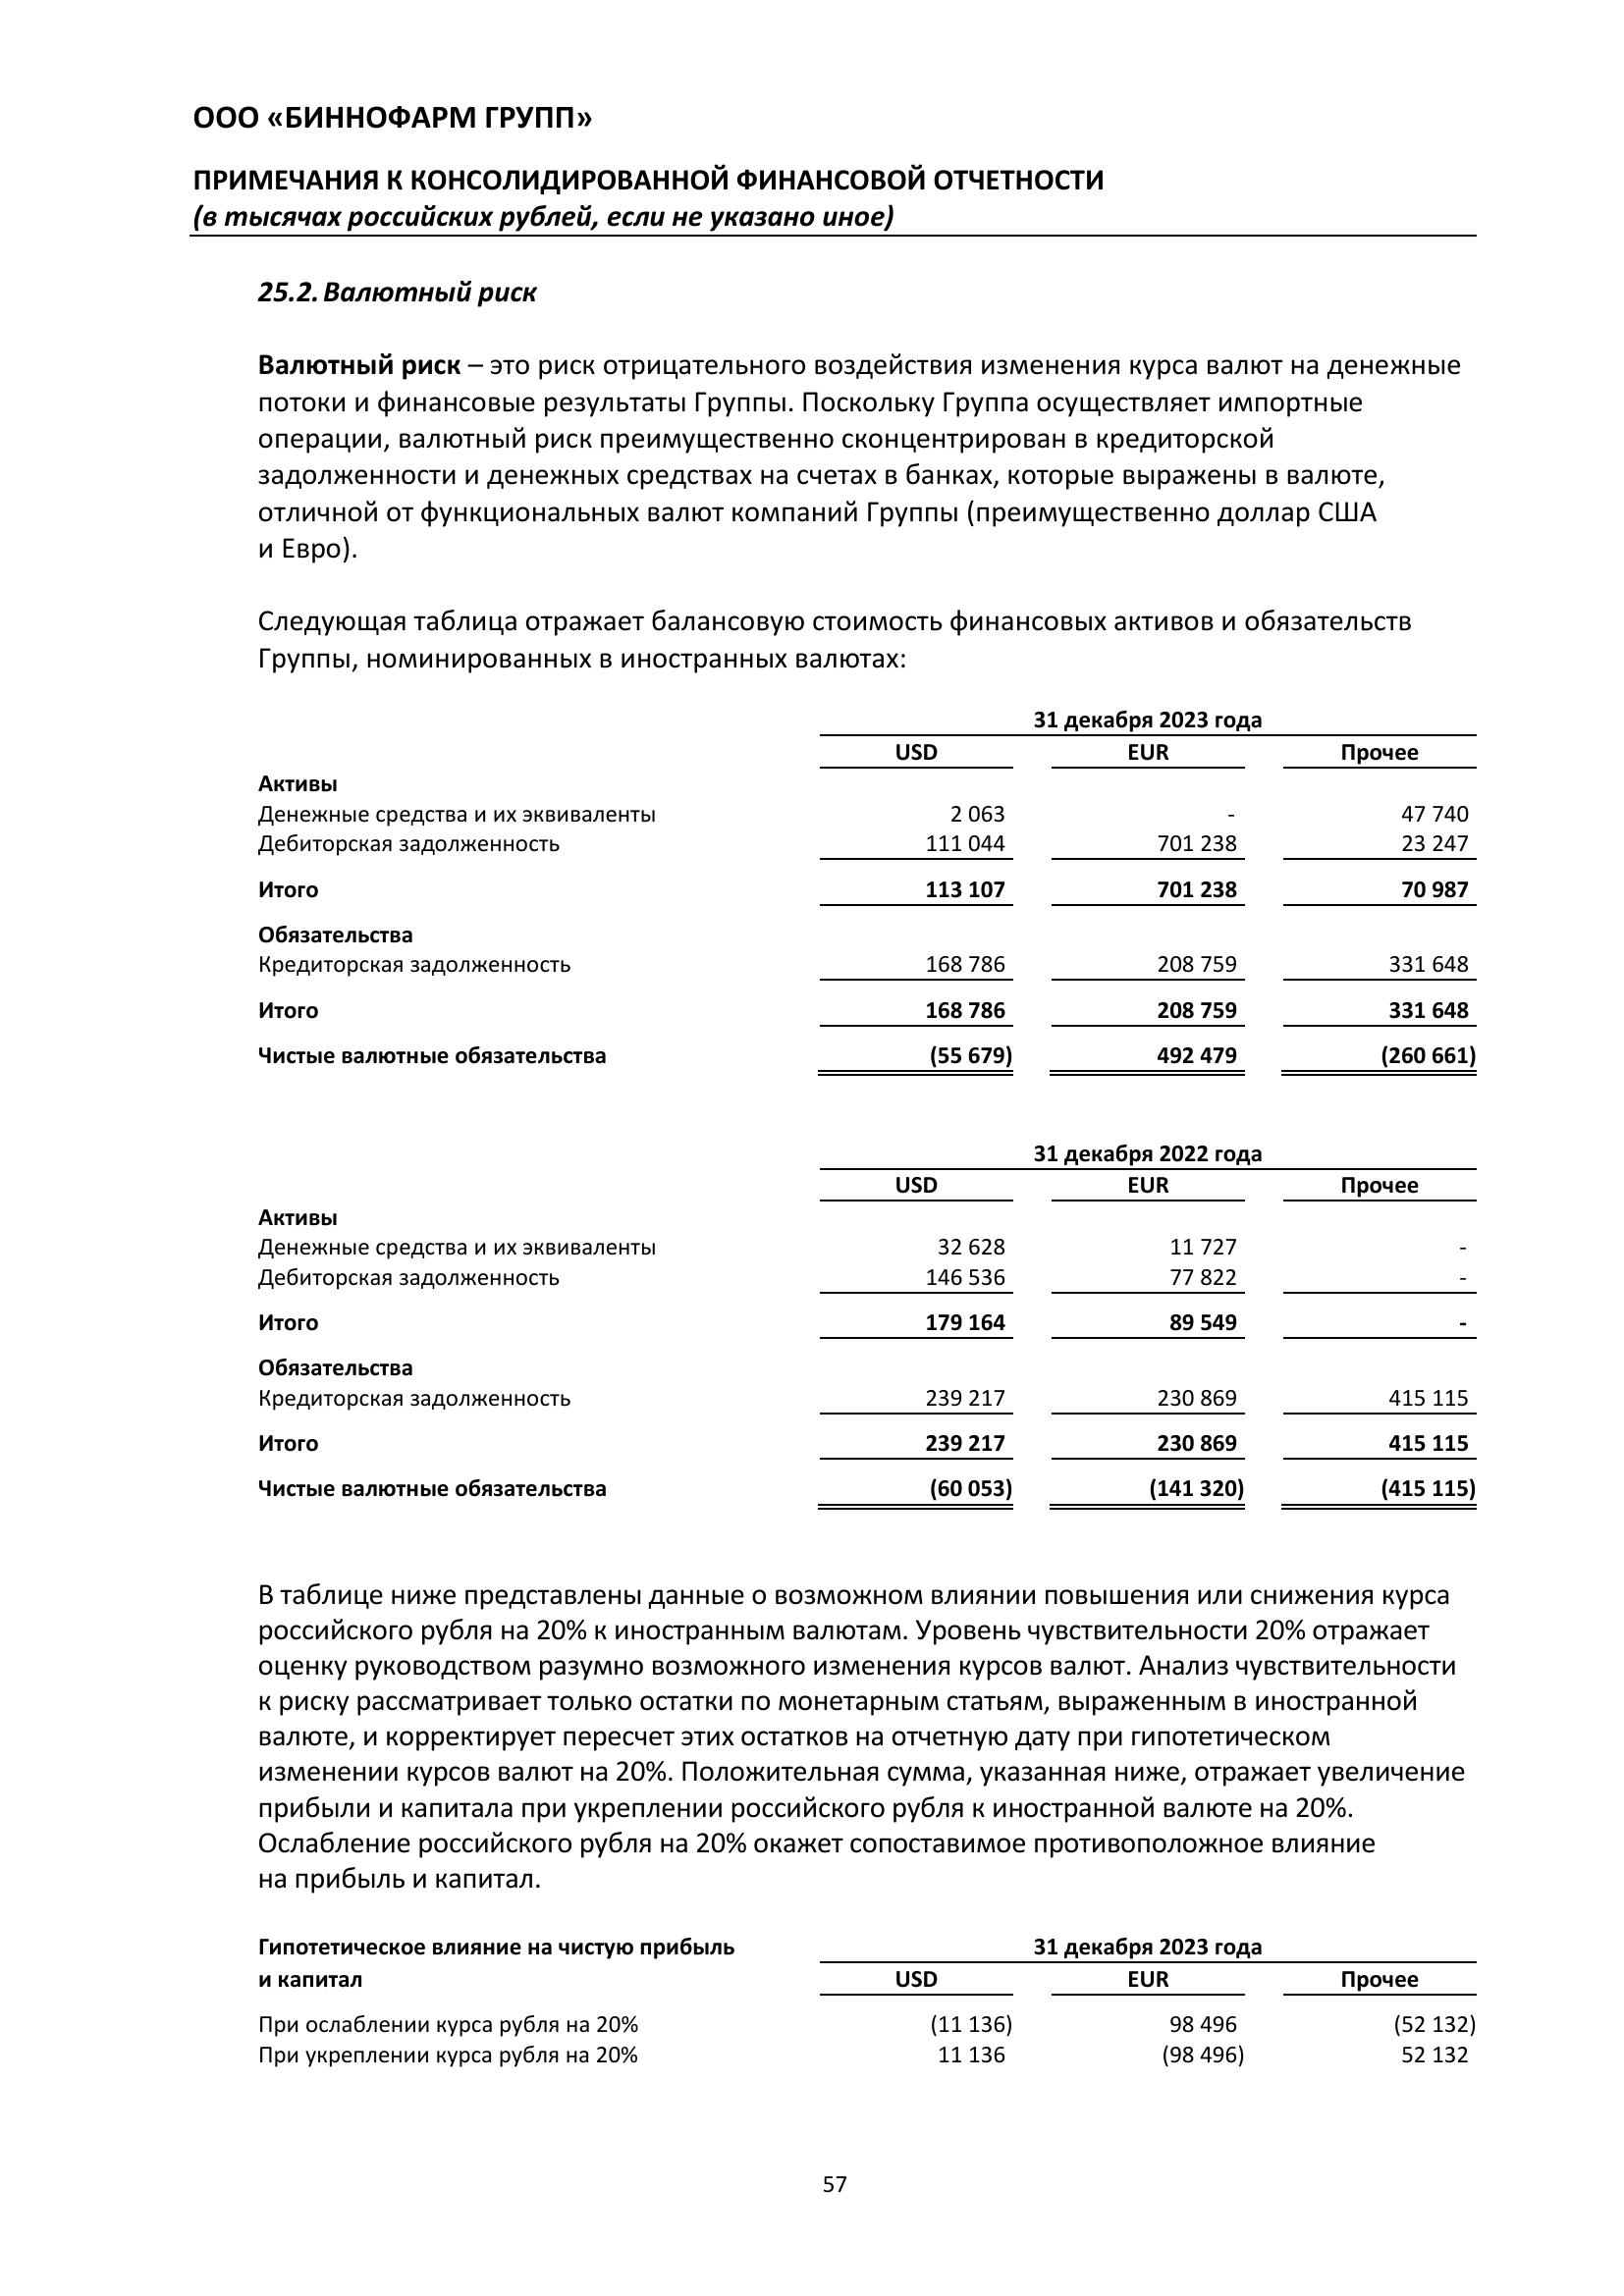 ООО «БИННОФАРМ ГРУПП»
ПРИМЕЧАНИЯ К КОНСОЛИДИРОВАННОЙ ФИНАНСОВОЙ ОТЧЕТНОСТИ
(в тысячах российских рублей, если не указано иное)
25.2. Валютный риск
Валютный риск – это риск отрицательного воздействия изменения курса валют на денежные
потоки и финансовые результаты Группы. Поскольку Группа осуществляет импортные
операции, валютный риск преимущественно сконцентрирован в кредиторской
задолженности и денежных средствах на счетах в банках, которые выражены в валюте,
отличной от функциональных валют компаний Группы (преимущественно доллар США
и Евро).
Следующая таблица отражает балансовую стоимость финансовых активов и обязательств
Группы, номинированных в иностранных валютах:
31 декабря 2023 года
USD EUR Прочее
Активы
Денежные средства и их эквиваленты 2 063 - 47 740
Дебиторская задолженность 111 044 701 238 23 247
Итого 113 107 701 238 70 987
Обязательства
Кредиторская задолженность 168 786 208 759 331 648
Итого 168 786 208 759 331 648
Чистые валютные обязательства (55 679) 492 479 (260 661)
31 декабря 2022 года
USD EUR Прочее
Активы
Денежные средства и их эквиваленты 32 628 11 727 -
Дебиторская задолженность 146 536 77 822 -
Итого 179 164 89 549 -
Обязательства
Кредиторская задолженность 239 217 230 869 415 115
Итого 239 217 230 869 415 115
Чистые валютные обязательства (60 053) (141 320) (415 115)
В таблице ниже представлены данные о возможном влиянии повышения или снижения курса
российского рубля на 20% к иностранным валютам. Уровень чувствительности 20% отражает
оценку руководством разумно возможного изменения курсов валют. Анализ чувствительности
к риску рассматривает только остатки по монетарным статьям, выраженным в иностранной
валюте, и корректирует пересчет этих остатков на отчетную дату при гипотетическом
изменении курсов валют на 20%. Положительная сумма, указанная ниже, отражает увеличение
прибыли и капитала при укреплении российского рубля к иностранной валюте на 20%.
Ослабление российского рубля на 20% окажет сопоставимое противоположное влияние
на прибыль и капитал.
Гипотетическое влияние на чистую прибыль 31 декабря 2023 года
и капитал USD EUR Прочее
При ослаблении курса рубля на 20% (11 136) 98 496 (52 132)
При укреплении курса рубля на 20% 11 136 (98 496) 52 132
57